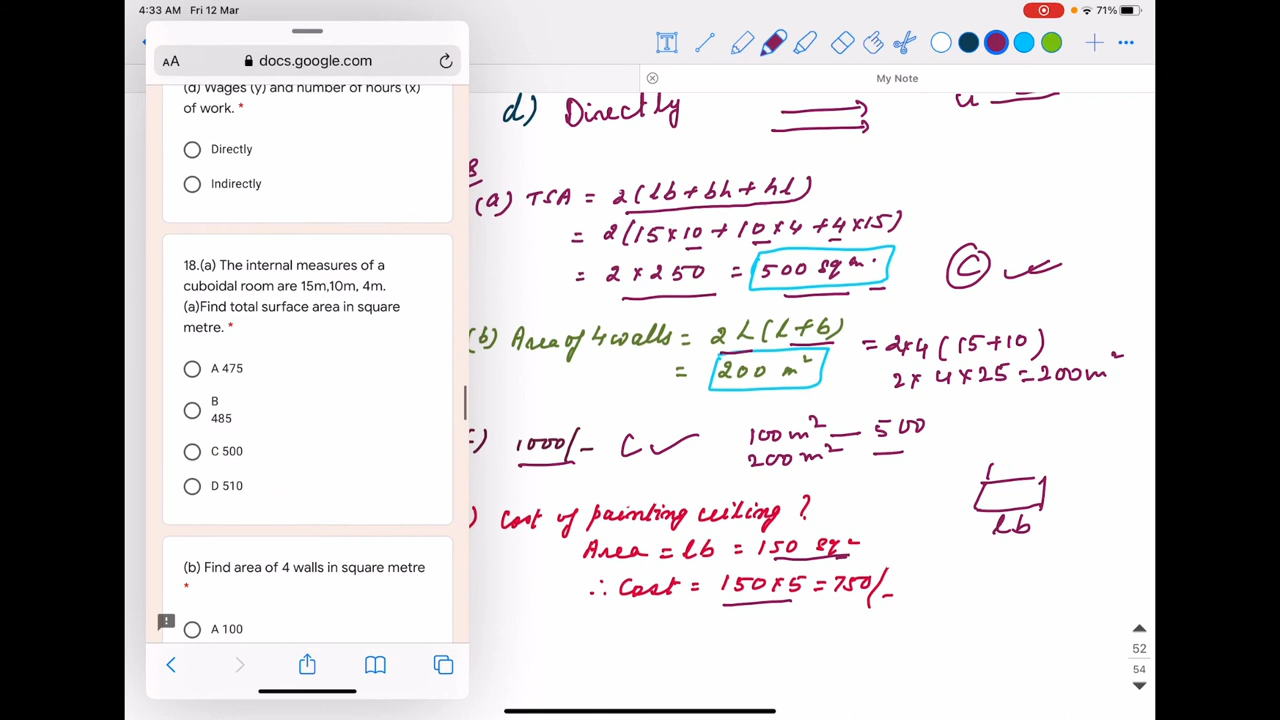 4:33 AM Fri 12 Mar
71%
AA docs.google.com
My Note
(d) Wages (y) and number of hours (x)
of work. *
Directly
Indirectly
18.(a) The internal measures of a
cuboidal room are 15m,10m, 4m.
(a)Find total surface area in square
metre. *
A 475
B
485
C 500
D 510
(b) Find area of 4 walls in square metre
*
A 100
d) Directly
(a) TSA = 2(lb+bh+hl)
= 2(15×10+10×4+4×15)
= 2×250 = 500 sqm. C
(b) Area of 4 walls = 2h(l+b) = 2×4(15+10)
= 200 m² 2×4×25=200m²
) 1000/- C 100m² — 500
200m²
lb
) Cost of painting ceiling?
Area = lb = 150 sq²
∴ Cost = 150×5=750/-
52
54